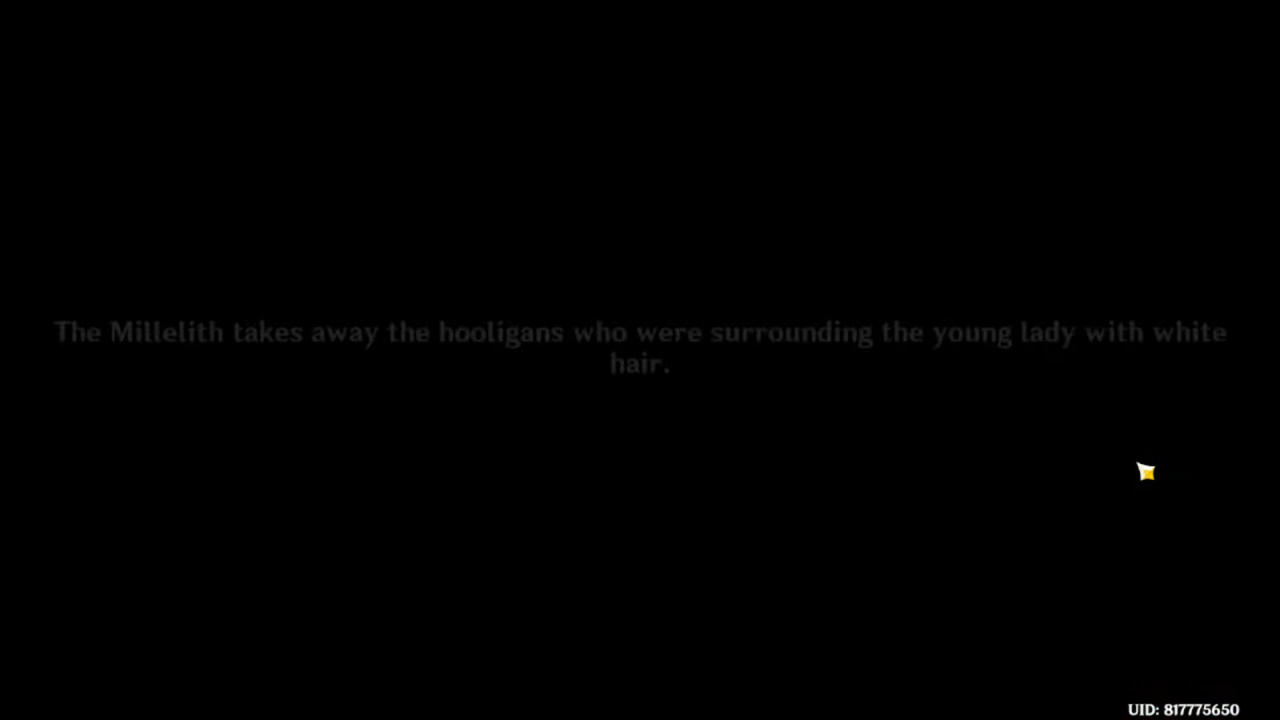 The Millelith takes away the hooligans who were surrounding the young lady with white
hair.
UID: 817775650